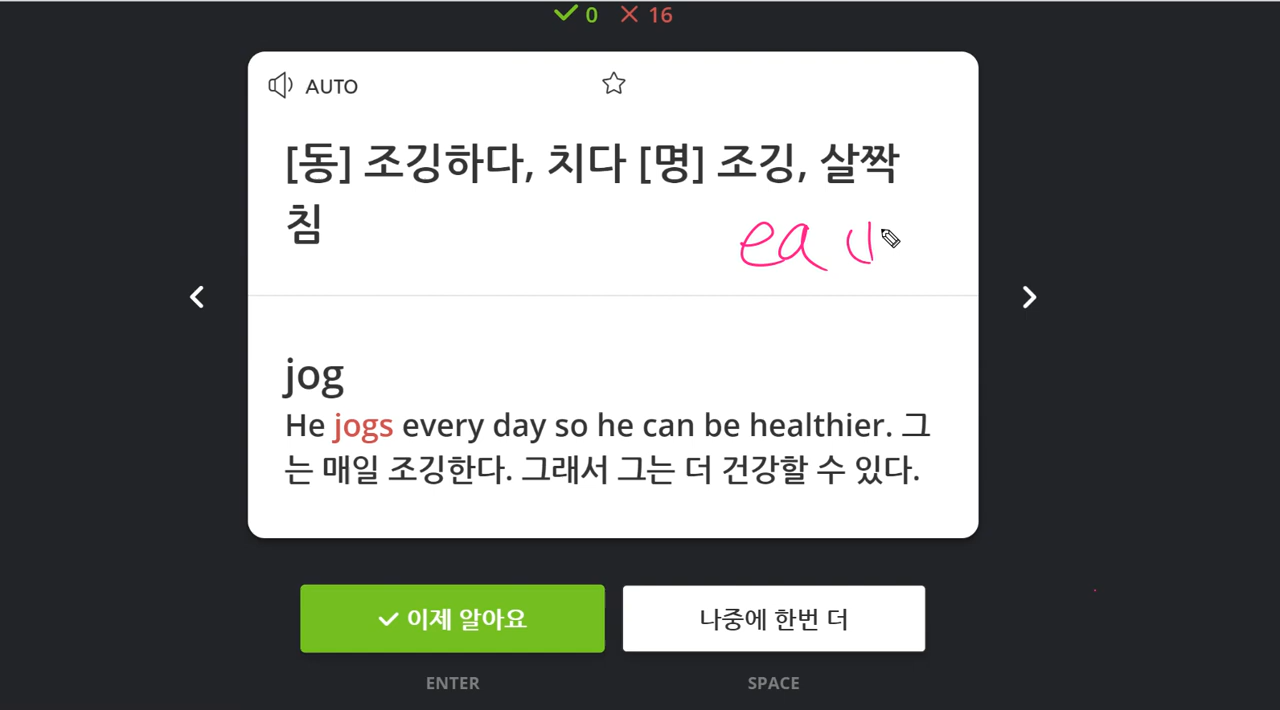 0 16
AUTO
[동] 조깅하다, 치다 [명] 조깅, 살짝
침
ea
jog
He jogs every day so he can be healthier. 그
는 매일 조깅한다. 그래서 그는 더 건강할 수 있다.
이제 알아요 나중에 한번 더
ENTER SPACE